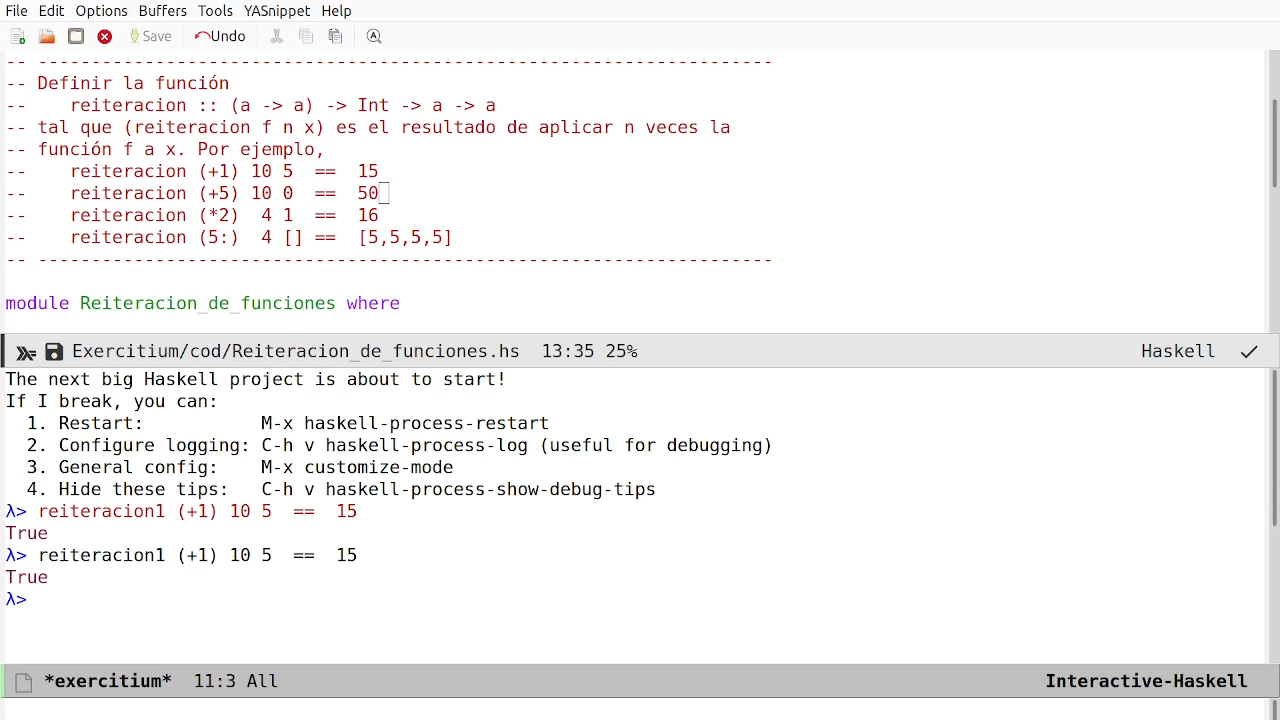 File Edit Options Buffers Tools YASnippet Help
Save Undo
-- ---------------------------------------------------------------------
-- Definir la función
--    reiteracion :: (a -> a) -> Int -> a -> a
-- tal que (reiteracion f n x) es el resultado de aplicar n veces la
-- función f a x. Por ejemplo,
--    reiteracion (+1) 10 5  ==  15
--    reiteracion (+5) 10 0  ==  50
--    reiteracion (*2)  4 1  ==  16
--    reiteracion (5:)  4 [] ==  [5,5,5,5]
-- ---------------------------------------------------------------------
module Reiteracion_de_funciones where
Exercitium/cod/Reiteracion_de_funciones.hs  13:35 25%  Haskell
The next big Haskell project is about to start!
If I break, you can:
  1. Restart:           M-x haskell-process-restart
  2. Configure logging: C-h v haskell-process-log (useful for debugging)
  3. General config:    M-x customize-mode
  4. Hide these tips:   C-h v haskell-process-show-debug-tips
λ> reiteracion1 (+1) 10 5  ==  15
True
λ> reiteracion1 (+1) 10 5  ==  15
True
λ>
*exercitium*  11:3 All  Interactive-Haskell